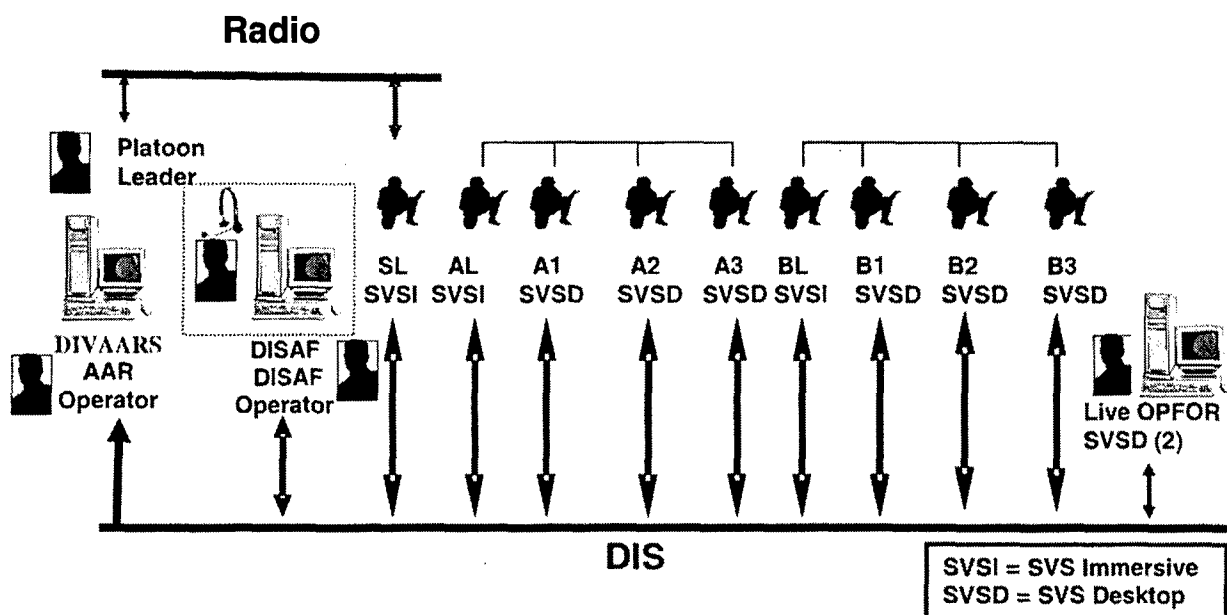 Radio
Platoon
Leader
SL
SVSI
AL
SVSI
A1
SVSD
A2
SVSD
A3
SVSD
BL
SVSI
B1
SVSD
B2
SVSD
B3
SVSD
DIVAARS
AAR
Operator
DISAF
DISAF
Operator
Live OPFOR
SVSD (2)
DIS
SVSI = SVS Immersive
SVSD = SVS Desktop